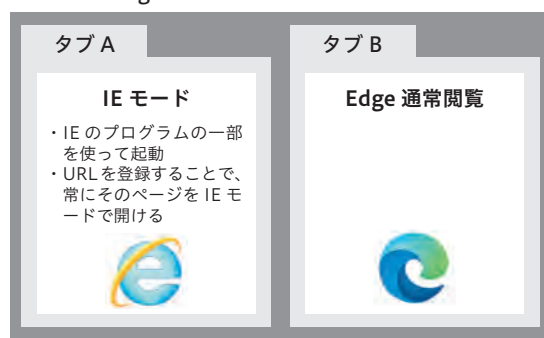 タブ A
タブ B
IE モード
Edge 通常閲覧
・IE のプログラムの一部
を使って起動
・URLを登録することで、
常にそのページを IE モ
ードで開ける